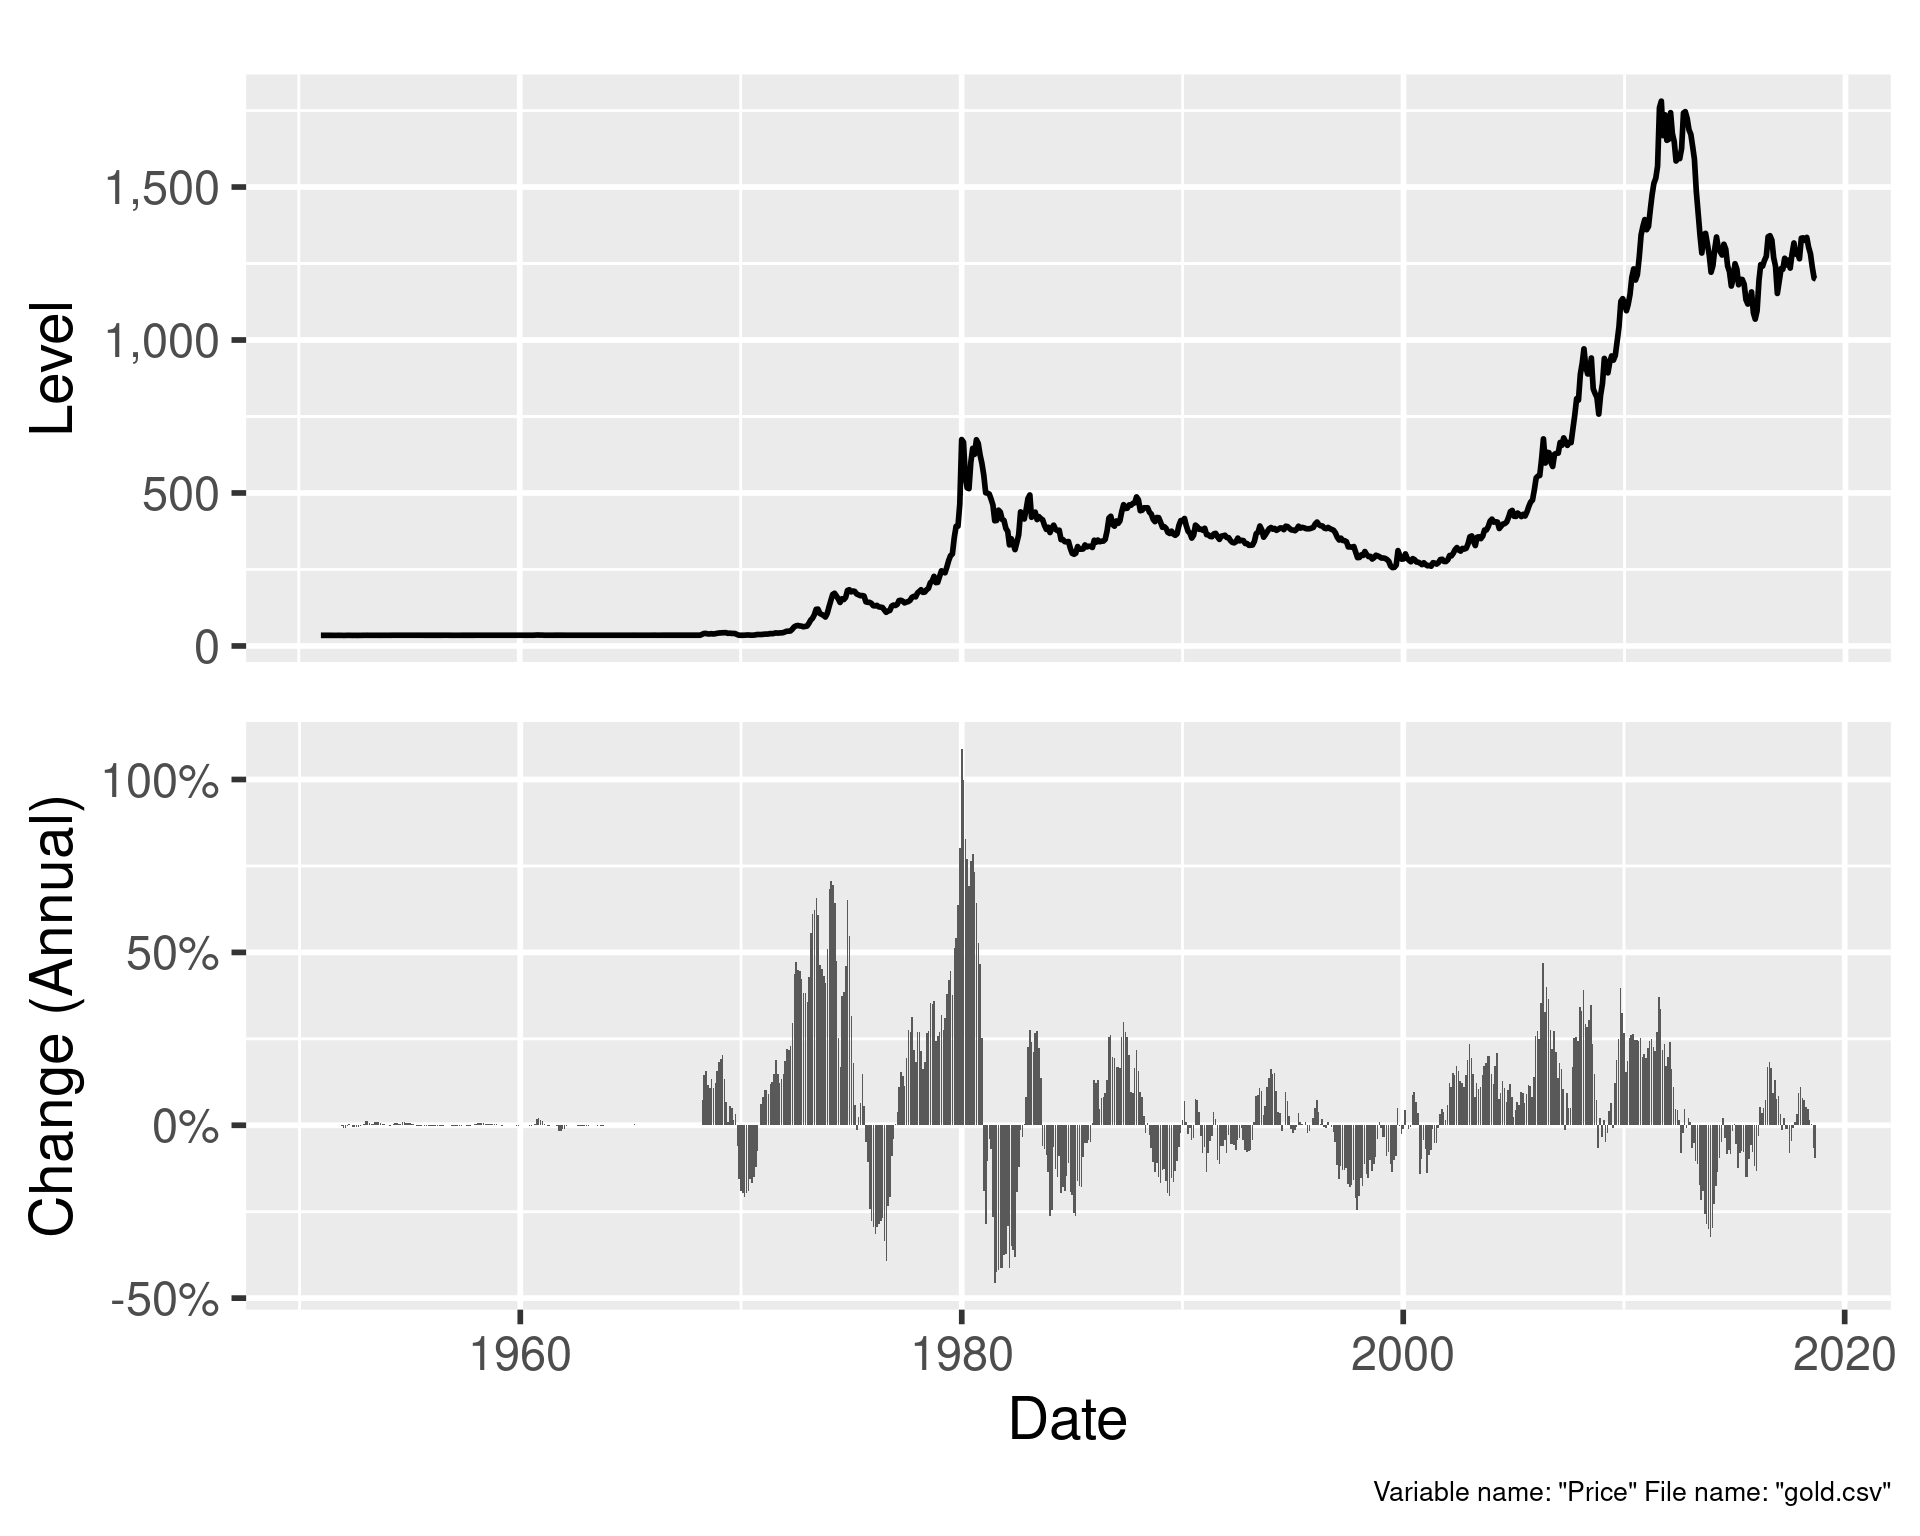 Level
1,500
1,000
500
0
Change (Annual)
100%
50%
0%
-50%
1960 1980 2000 2020
Date
Variable name: "Price" File name: "gold.csv"